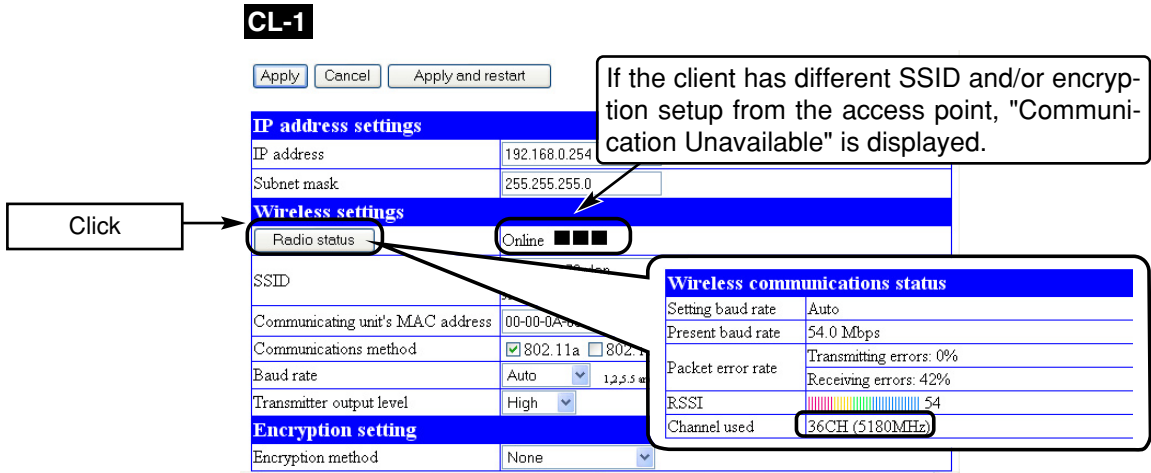 CL-1
Apply Cancel Apply and restart
If the client has different SSID and/or encryp-
tion setup from the access point, "Communi-
cation Unavailable" is displayed.
IP address settings
IP address 192.168.0.254
Subnet mask 255.255.255.0
Wireless settings
Click
Radio status Online
SSID
Communicating unit's MAC address 00-00-0A-
Communications method 802.11a 802.
Baud rate Auto 1,2,5.5
Transmitter output level High
Encryption setting
Encryption method None
Wireless communications status
Setting baud rate Auto
Present baud rate 54.0 Mbps
Packet error rate Transmitting errors: 0%
Receiving errors: 42%
RSSI 54
Channel used 36CH (5180MHz)